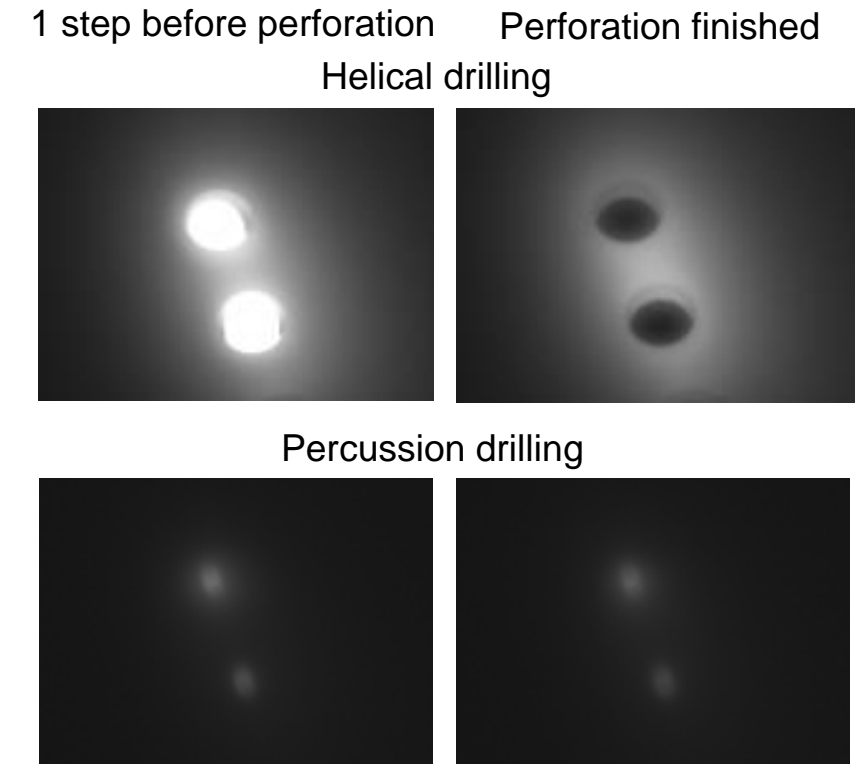 1 step before perforation
Perforation finished
Helical drilling
Percussion drilling